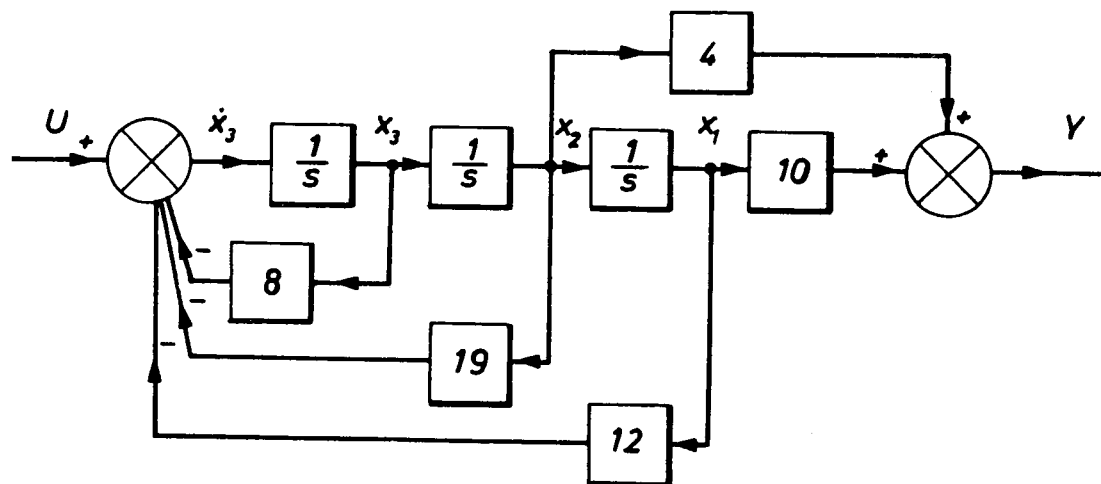 4
U + ẋ₃ 1/s x₃ 1/s x₂ 1/s x₁ 10 + + Y
− 8
− 19
− 12